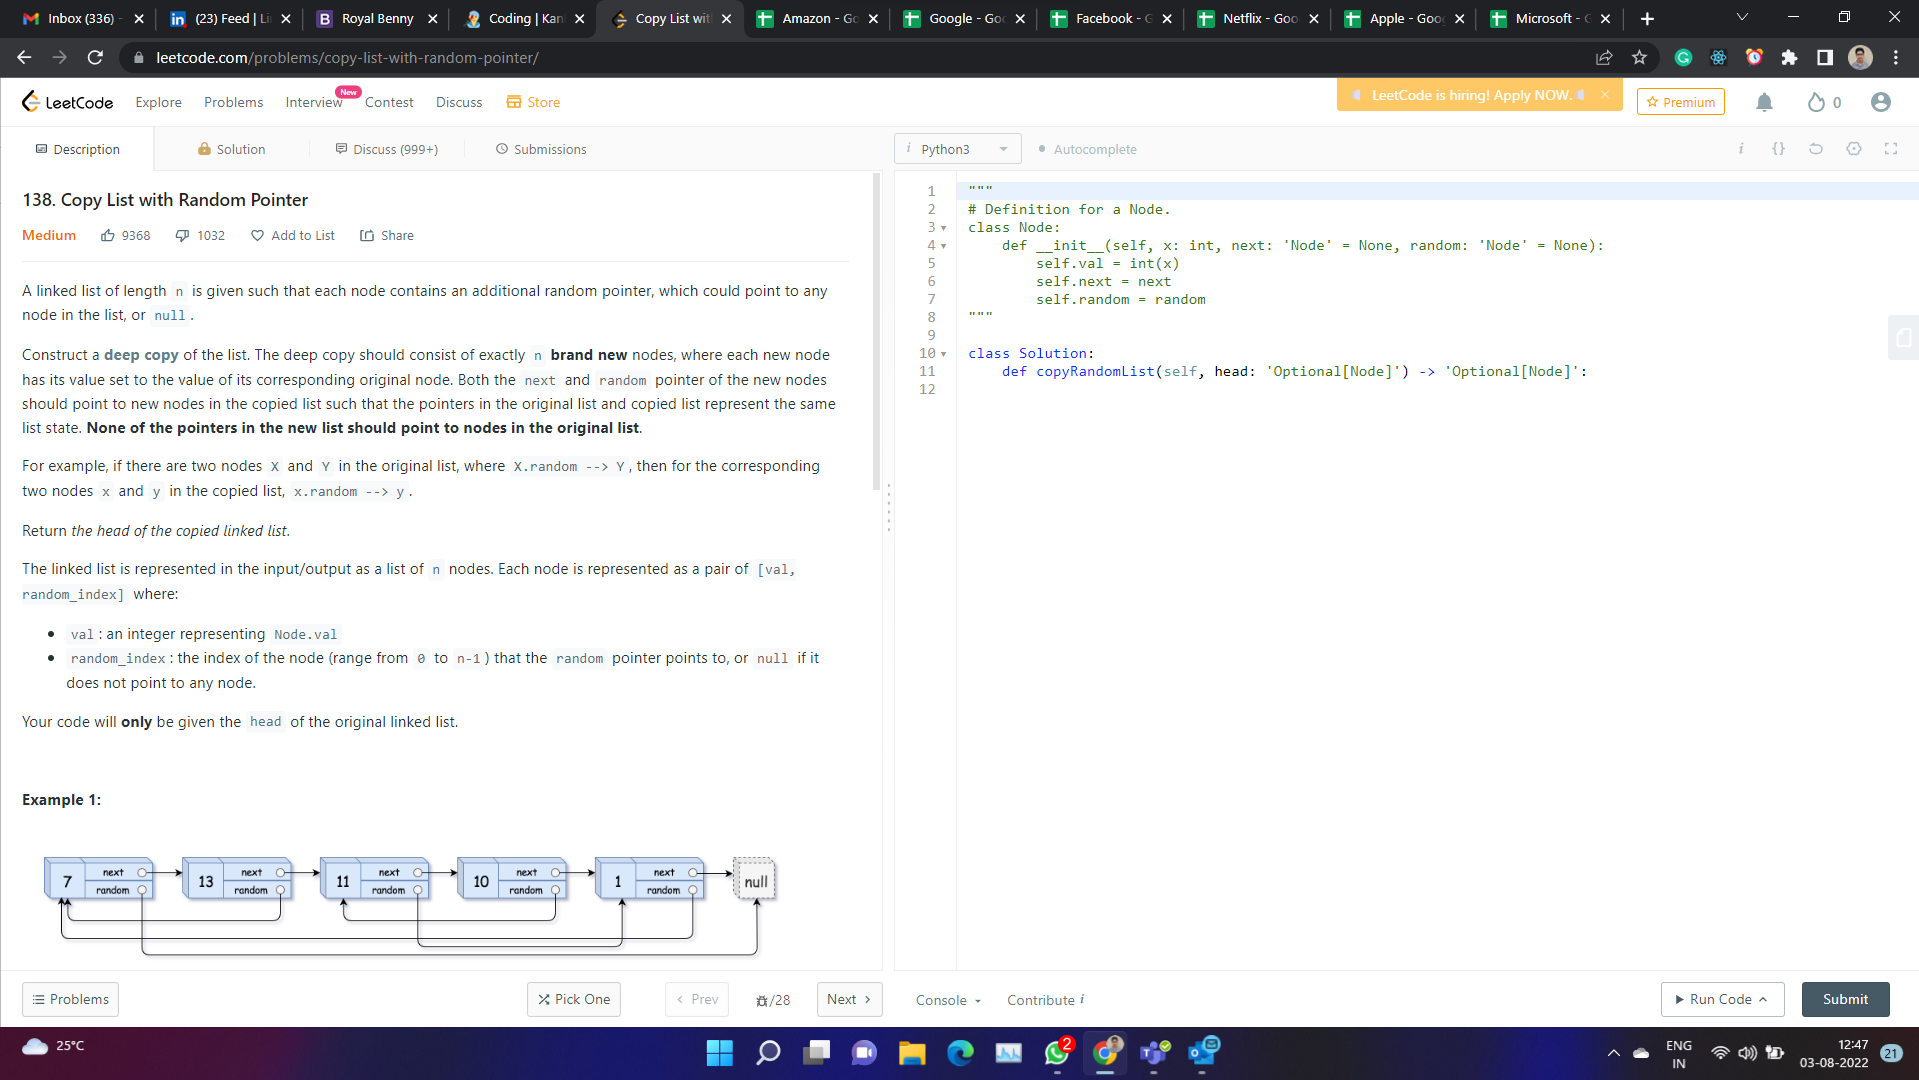 Inbox (336) -
(23) Feed | Li
Royal Benny
Coding | Kan
Copy List wit
Amazon - Go
Google - Goo
Facebook - G
Netflix - Goo
Apple - Goog
Microsoft - G
leetcode.com/problems/copy-list-with-random-pointer/
LeetCode
Explore
Problems
Interview
New
Contest
Discuss
Store
LeetCode is hiring! Apply NOW.
Premium
0
Description
Solution
Discuss (999+)
Submissions
i Python3
Autocomplete
138. Copy List with Random Pointer
Medium
9368
1032
Add to List
Share
A linked list of length n is given such that each node contains an additional random pointer, which could point to any
node in the list, or null.
Construct a deep copy of the list. The deep copy should consist of exactly n brand new nodes, where each new node
has its value set to the value of its corresponding original node. Both the next and random pointer of the new nodes
should point to new nodes in the copied list such that the pointers in the original list and copied list represent the same
list state. None of the pointers in the new list should point to nodes in the original list.
For example, if there are two nodes X and Y in the original list, where X.random --> Y, then for the corresponding
two nodes x and y in the copied list, x.random --> y.
Return the head of the copied linked list.
The linked list is represented in the input/output as a list of n nodes. Each node is represented as a pair of [val,
random_index] where:
• val: an integer representing Node.val
• random_index: the index of the node (range from 0 to n-1) that the random pointer points to, or null if it
does not point to any node.
Your code will only be given the head of the original linked list.
Example 1:
7 next random
13 next random
11 next random
10 next random
1 next random
null
1 """
2 # Definition for a Node.
3 class Node:
4 def __init__(self, x: int, next: 'Node' = None, random: 'Node' = None):
5 self.val = int(x)
6 self.next = next
7 self.random = random
8 """
9
10 class Solution:
11 def copyRandomList(self, head: 'Optional[Node]') -> 'Optional[Node]':
12
Problems
Pick One
< Prev
/28
Next >
Console
Contribute i
Run Code
Submit
25°C
2
ENG
IN
12:47
03-08-2022
21